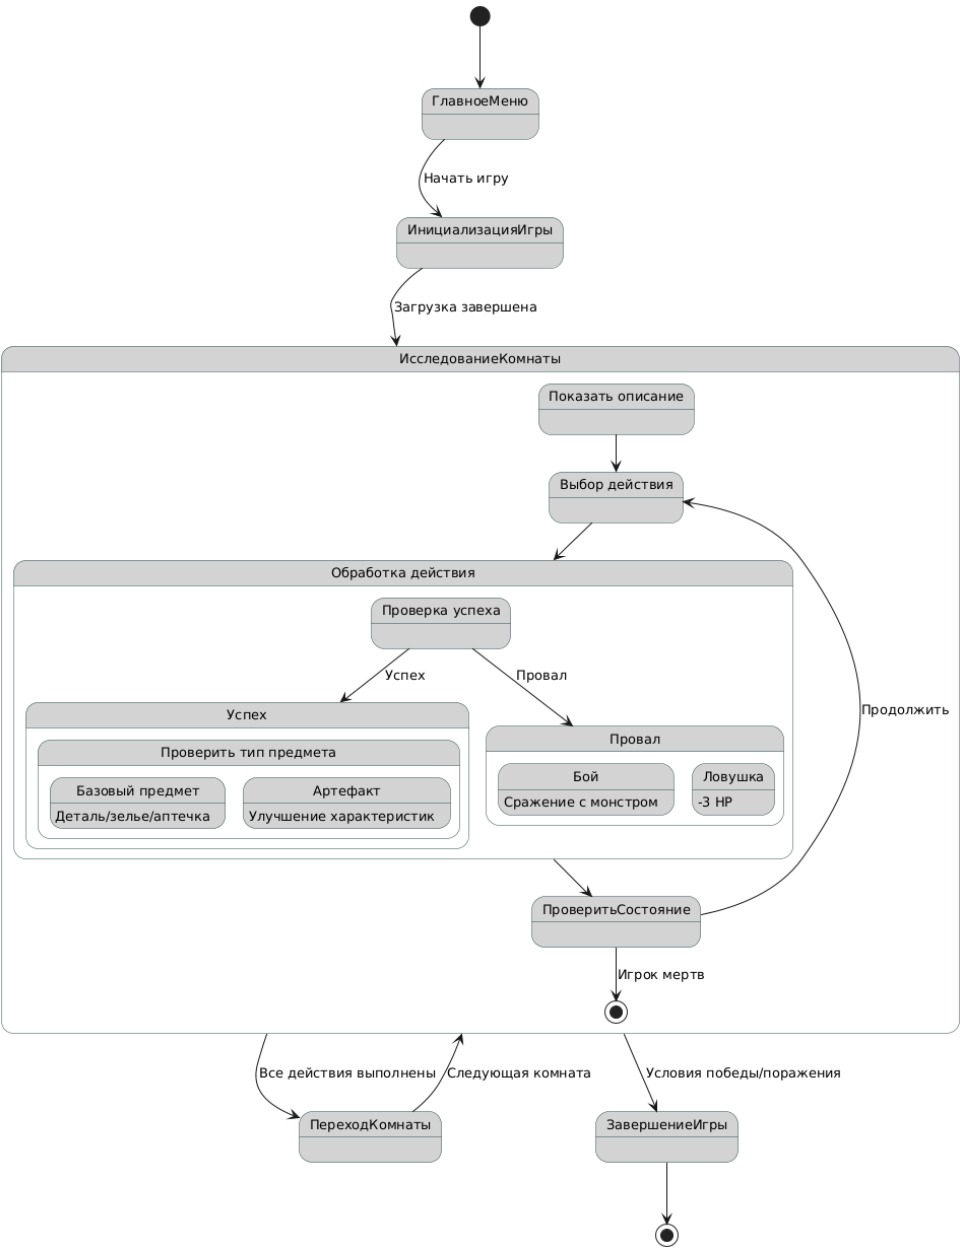 ГлавноеМеню
Начать игру
ИнициализацияИгры
Загрузка завершена
ИсследованиеКомнаты
Показать описание
Выбор действия
Обработка действия
Проверка успеха
Успех
Провал
Продолжить
Успех
Провал
Проверить тип предмета
Базовый предмет
Деталь/зелье/аптечка
Артефакт
Улучшение характеристик
Бой
Сражение с монстром
Ловушка
-3 HP
ПроверитьСостояние
Игрок мертв
Все действия выполнены
Следующая комната
Условия победы/поражения
ПереходКомнаты
ЗавершениеИгры